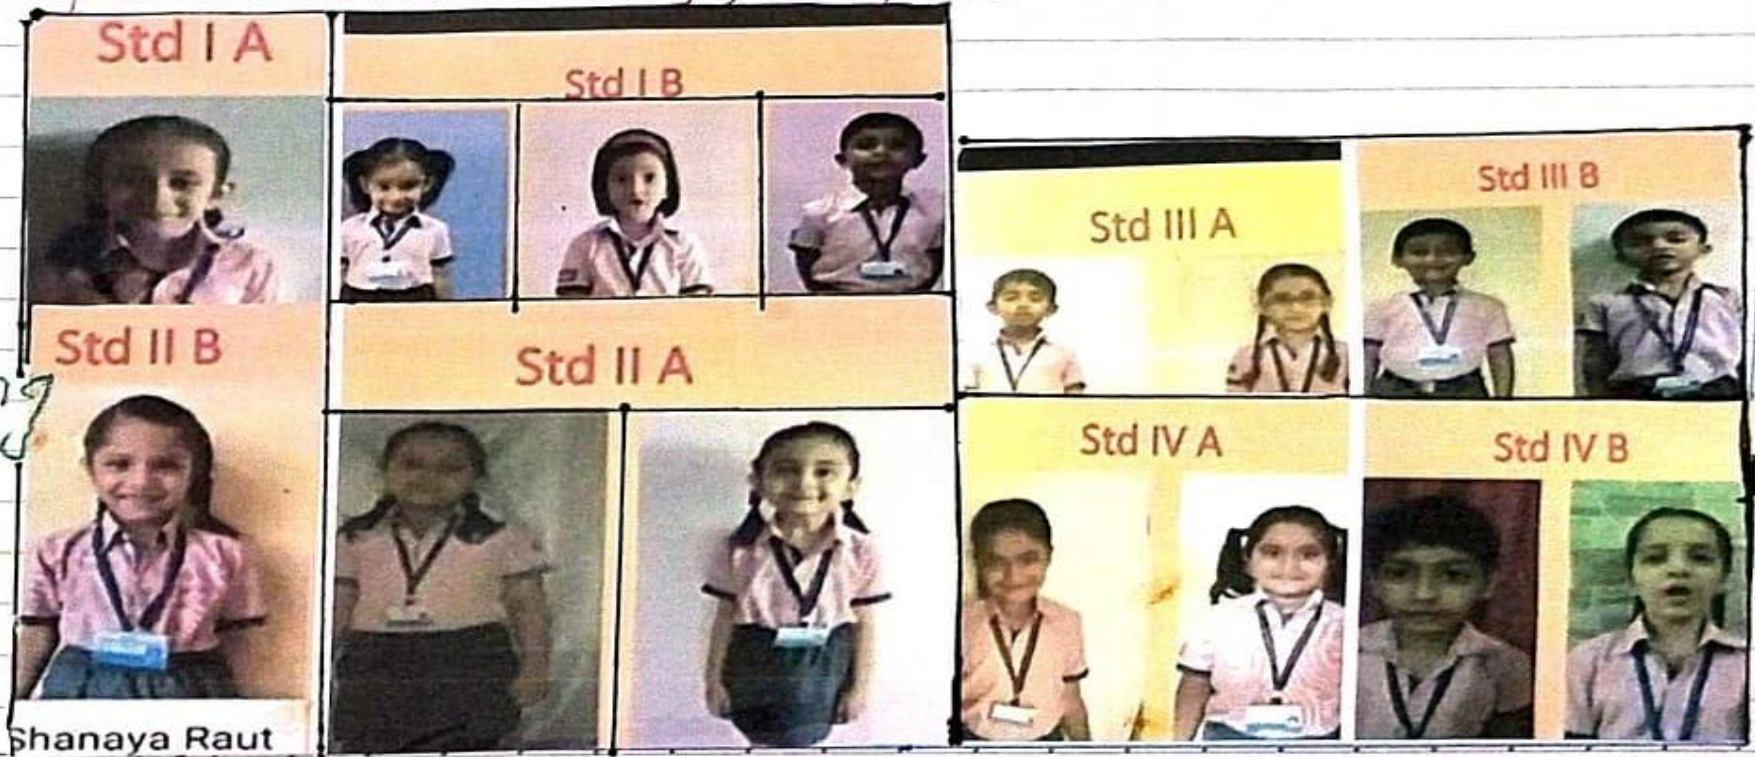 Std I A
Std I B
Std II B
Std II A
Std III A
Std III B
Std IV A
Std IV B
Shanaya Raut